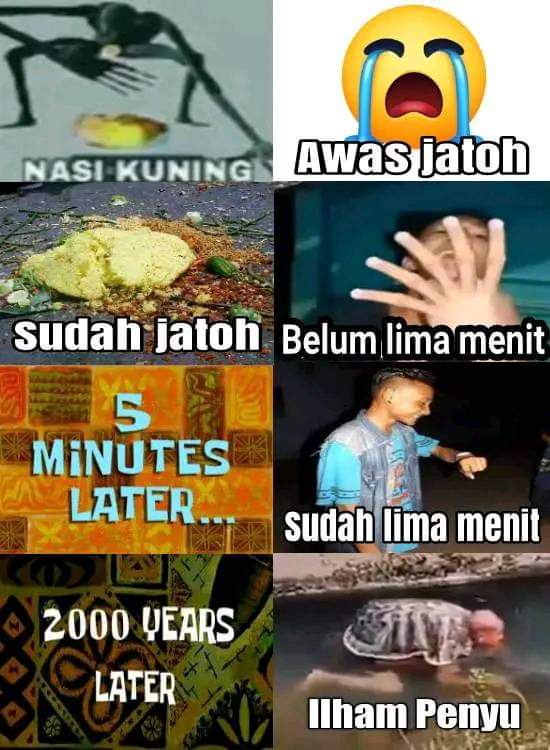 NASI KUNING
Awas jatoh
sudah jatoh
Belum lima menit
5
MiNUTES
LATER...
Sudah lima menit
2000 YEARS
LATER
Ilham Penyu